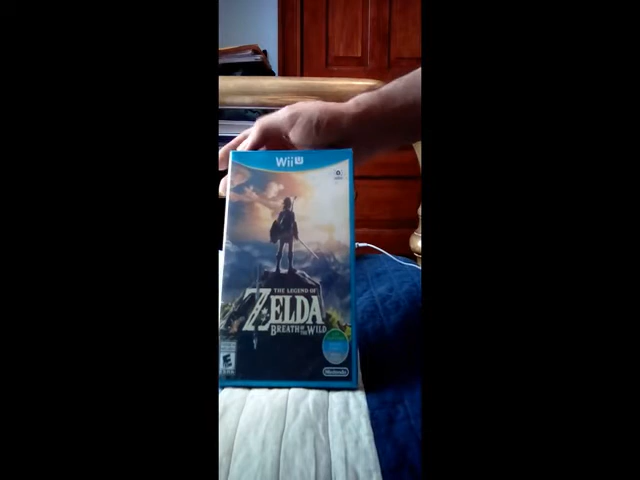 Wii U
THE LEGEND OF
ZELDA
BREATH OF THE WILD
E
Nintendo